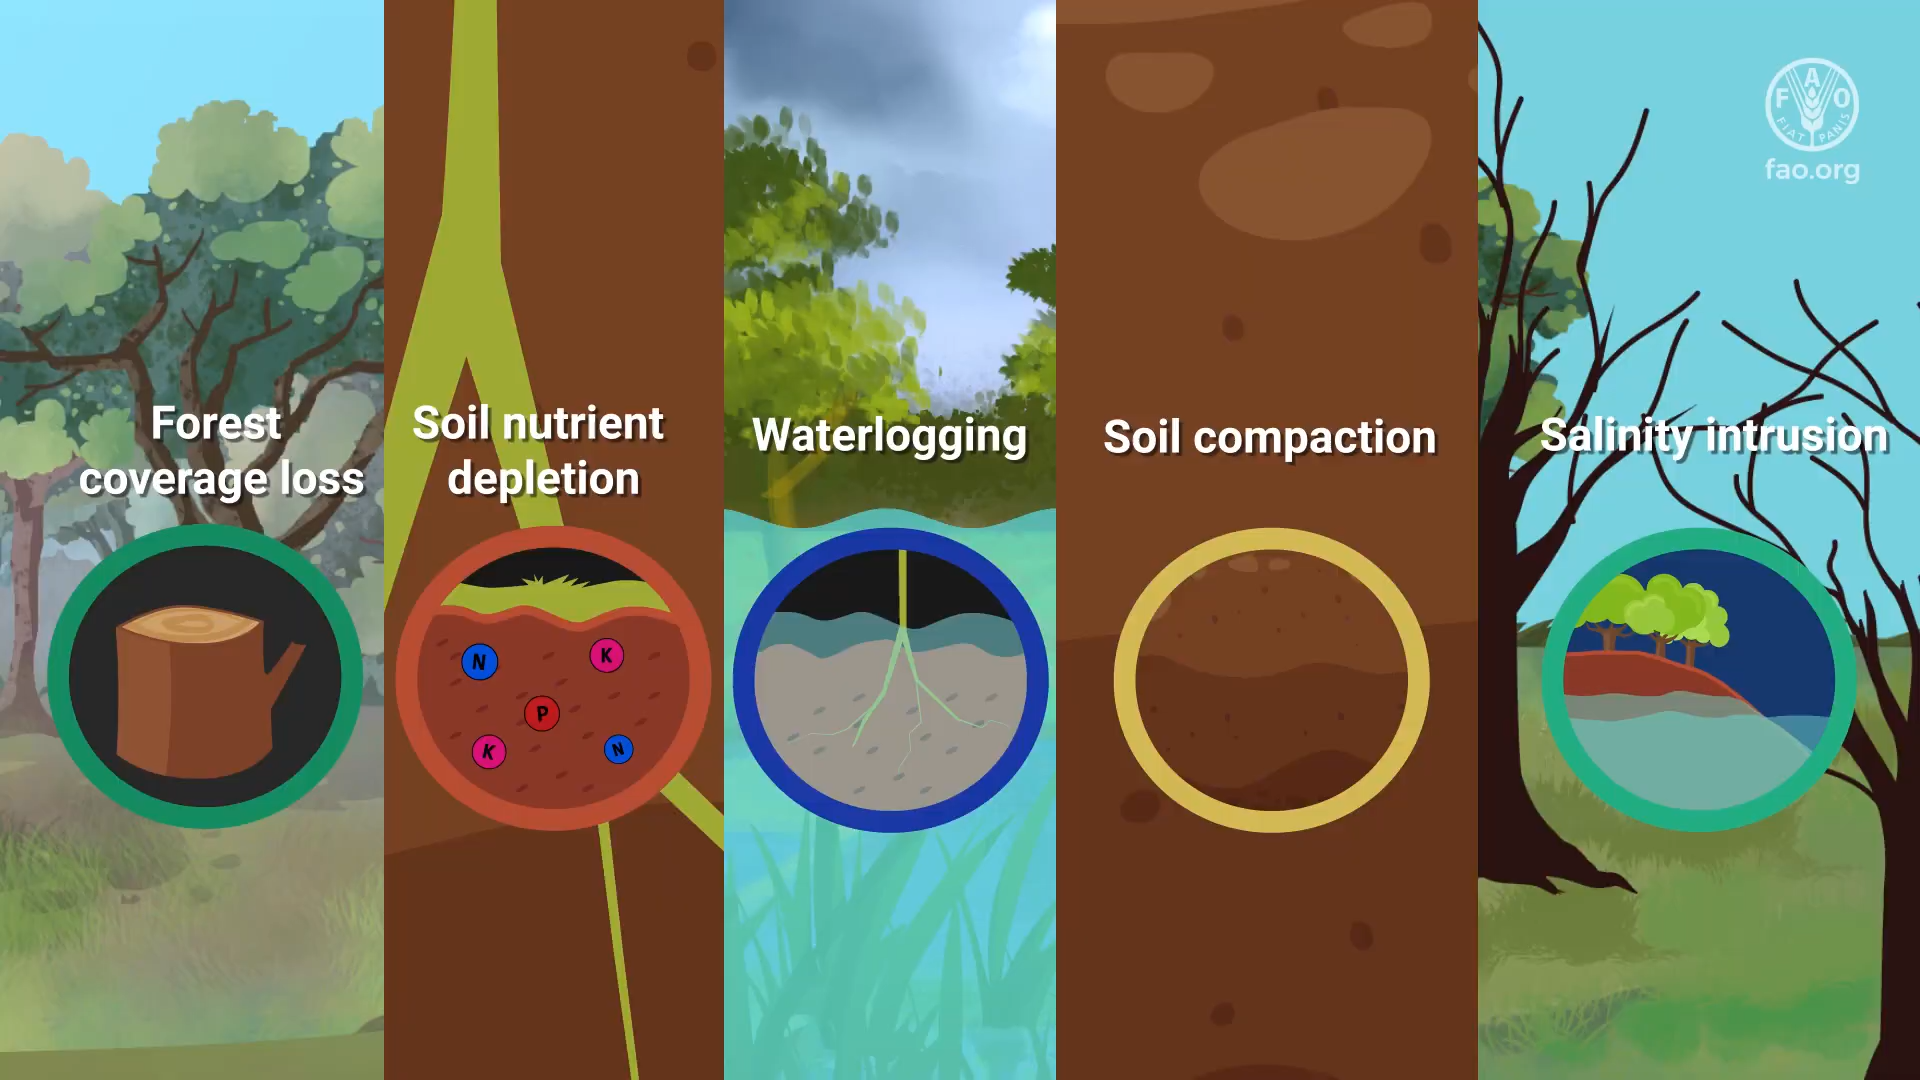 Forest
coverage loss
Soil nutrient
depletion
Waterlogging
Soil compaction
Salinity intrusion
N
K
P
K
N
F A O
FIAT PANIS
fao.org